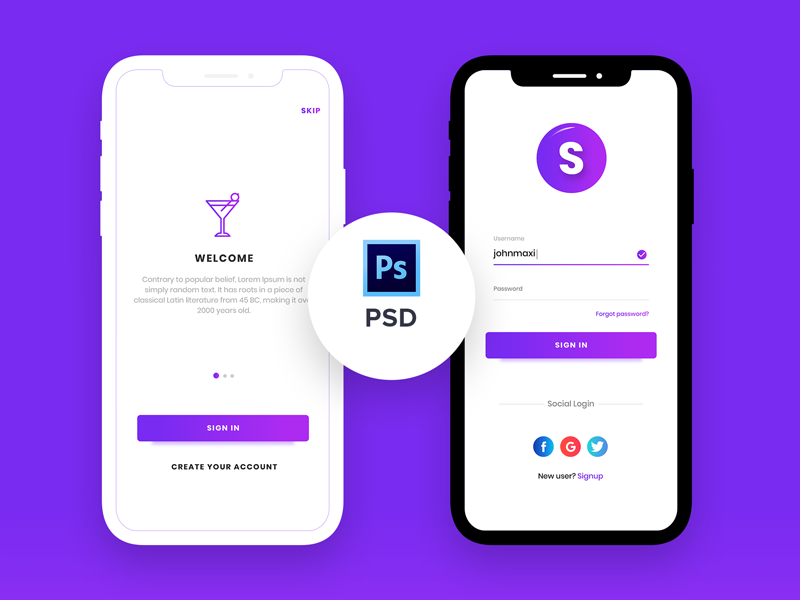 SKIP
WELCOME
Contrary to popular belief, Lorem Ipsum is not
simply random text. It has roots in a piece of
classical Latin literature from 45 BC, making it ov
2000 years old.
SIGN IN
CREATE YOUR ACCOUNT
Ps
PSD
S
Username
johnmaxi
Password
Forgot password?
SIGN IN
Social Login
f
G
New user? Signup